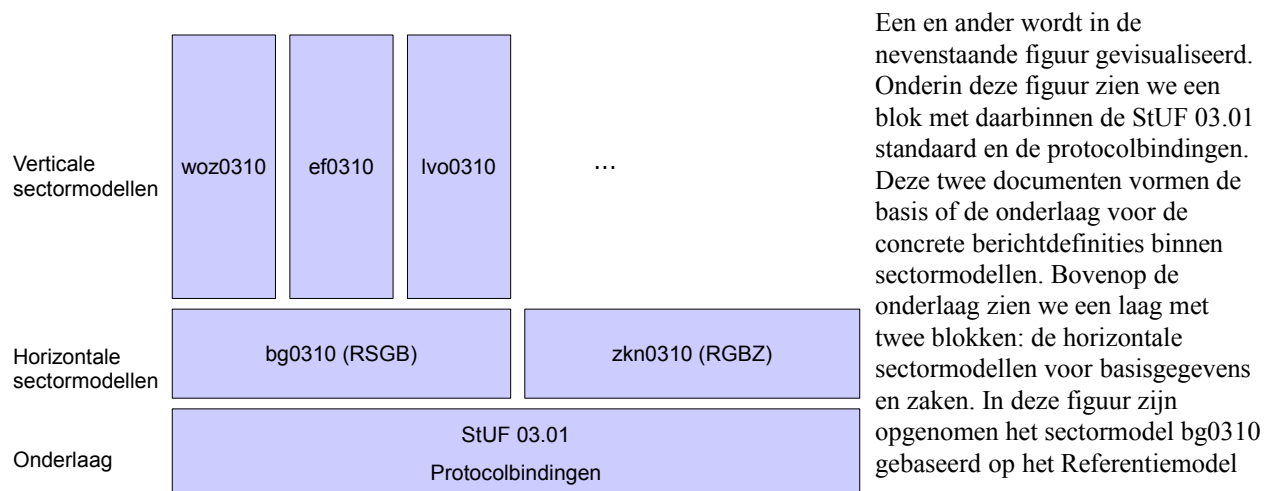 Verticale
sectormodellen
woz0310
ef0310
lvo0310
...
Horizontale
sectormodellen
bg0310 (RSGB)
zkn0310 (RGBZ)
Onderlaag
StUF 03.01
Protocolbindingen
Een en ander wordt in de
nevenstaande figuur gevisualiseerd.
Onderin deze figuur zien we een
blok met daarbinnen de StUF 03.01
standaard en de protocolbindingen.
Deze twee documenten vormen de
basis of de onderlaag voor de
concrete berichtdefinities binnen
sectormodellen. Bovenop de
onderlaag zien we een laag met
twee blokken: de horizontale
sectormodellen voor basisgegevens
en zaken. In deze figuur zijn
opgenomen het sectormodel bg0310
gebaseerd op het Referentiemodel